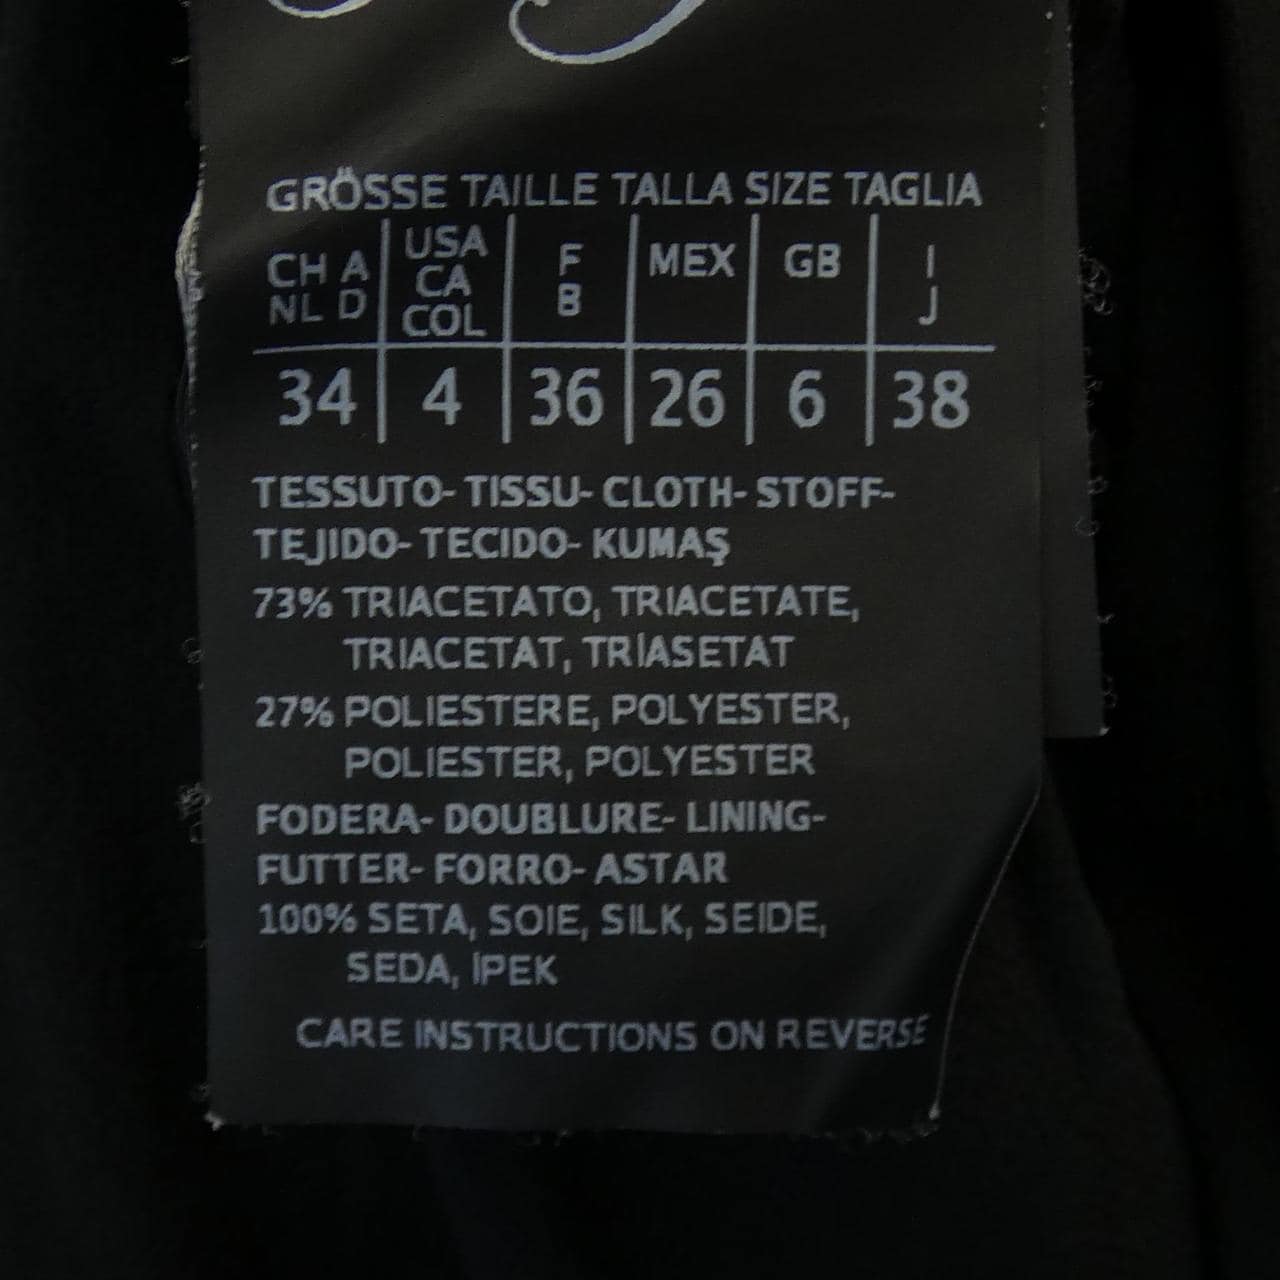 GRÖSSE TAILLE TALLA SIZE TAGLIA
CH A NL D | USA CA COL | F B | MEX | GB | I J
34 | 4 | 36 | 26 | 6 | 38
TESSUTO- TISSU- CLOTH- STOFF-
TEJIDO- TECIDO- KUMAŞ
73% TRIACETATO, TRIACETATE,
TRIACETAT, TRİASETAT
27% POLIESTERE, POLYESTER,
POLIESTER, POLYESTER
FODERA- DOUBLURE- LINING-
FUTTER- FORRO- ASTAR
100% SETA, SOIE, SILK, SEIDE,
SEDA, İPEK
CARE INSTRUCTIONS ON REVERSE